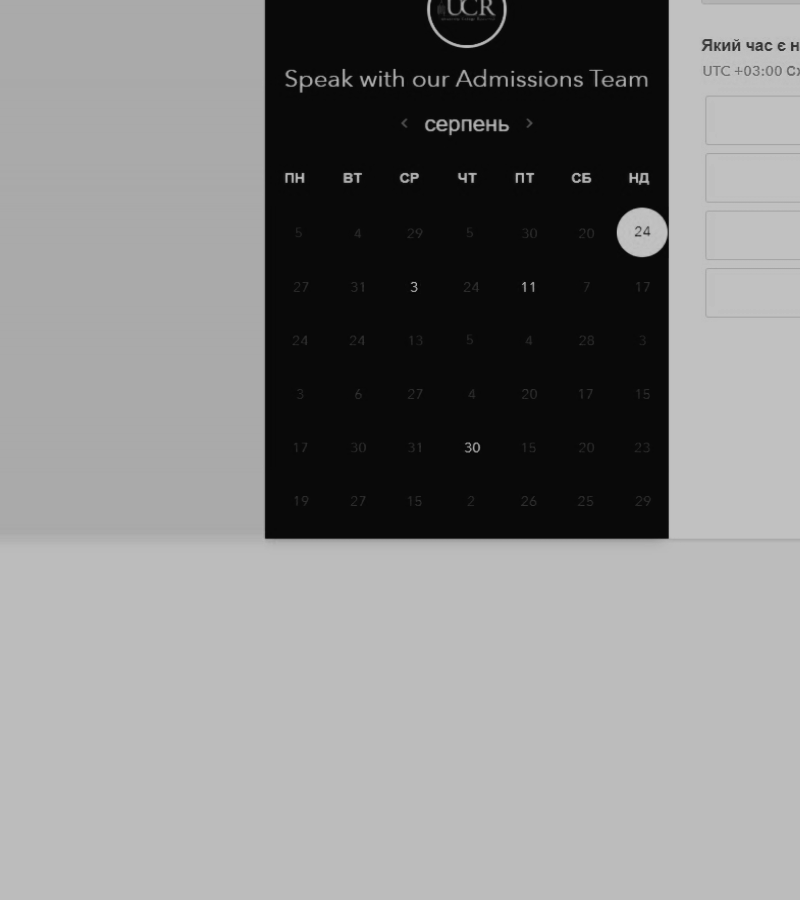 UCR
Speak with our Admissions Team
‹ серпень ›
ПН ВТ СР ЧТ ПТ СБ НД
5 4 29 5 30 20 24
27 31 3 24 11 7 17
24 24 13 5 4 28 3
3 6 27 4 20 17 15
17 30 31 30 15 20 23
19 27 15 2 26 25 29
Який час є
UTC +03:00